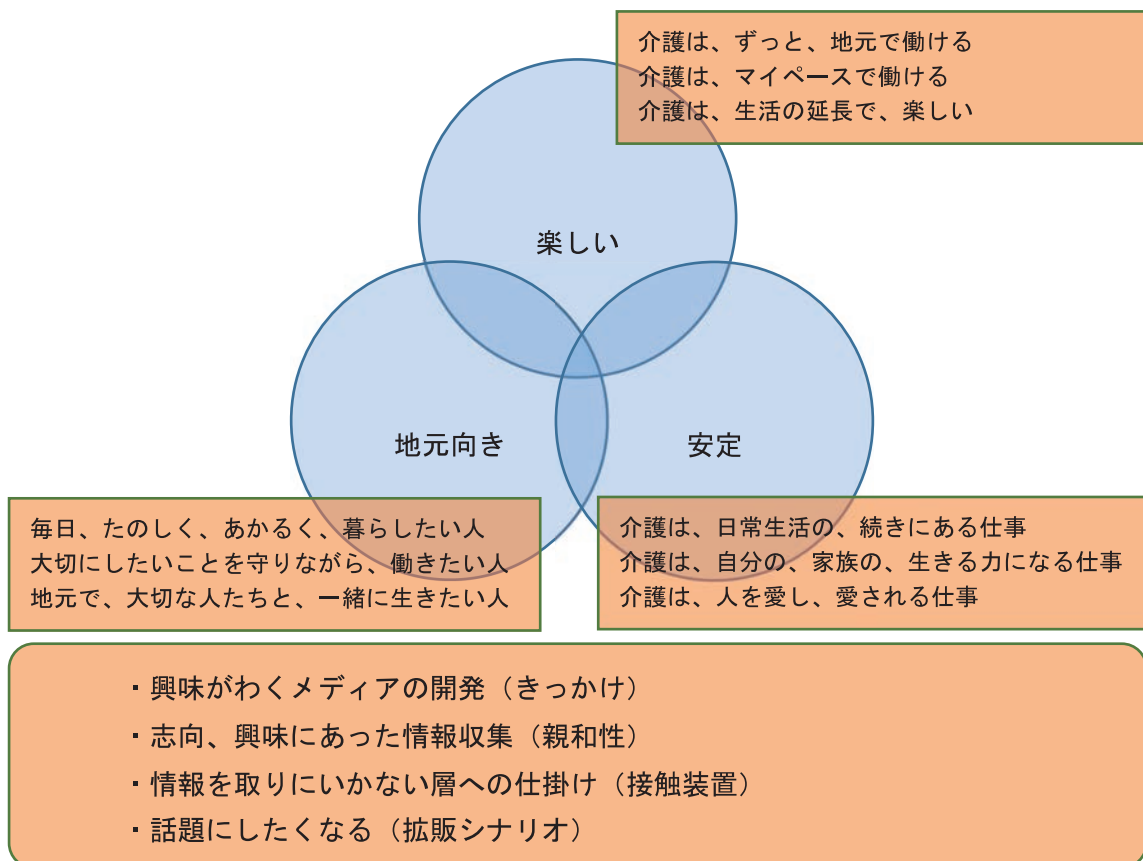 介護は、ずっと、地元で働ける
介護は、マイペースで働ける
介護は、生活の延長で、楽しい
楽しい
地元向き
安定
毎日、たのしく、あかるく、暮らしたい人
大切にしたいことを守りながら、働きたい人
地元で、大切な人たちと、一緒に生きたい人
介護は、日常生活の、続きにある仕事
介護は、自分の、家族の、生きる力になる仕事
介護は、人を愛し、愛される仕事
・興味がわくメディアの開発（きっかけ）
・志向、興味にあった情報収集（親和性）
・情報を取りにいかない層への仕掛け（接触装置）
・話題にしたくなる（拡販シナリオ）